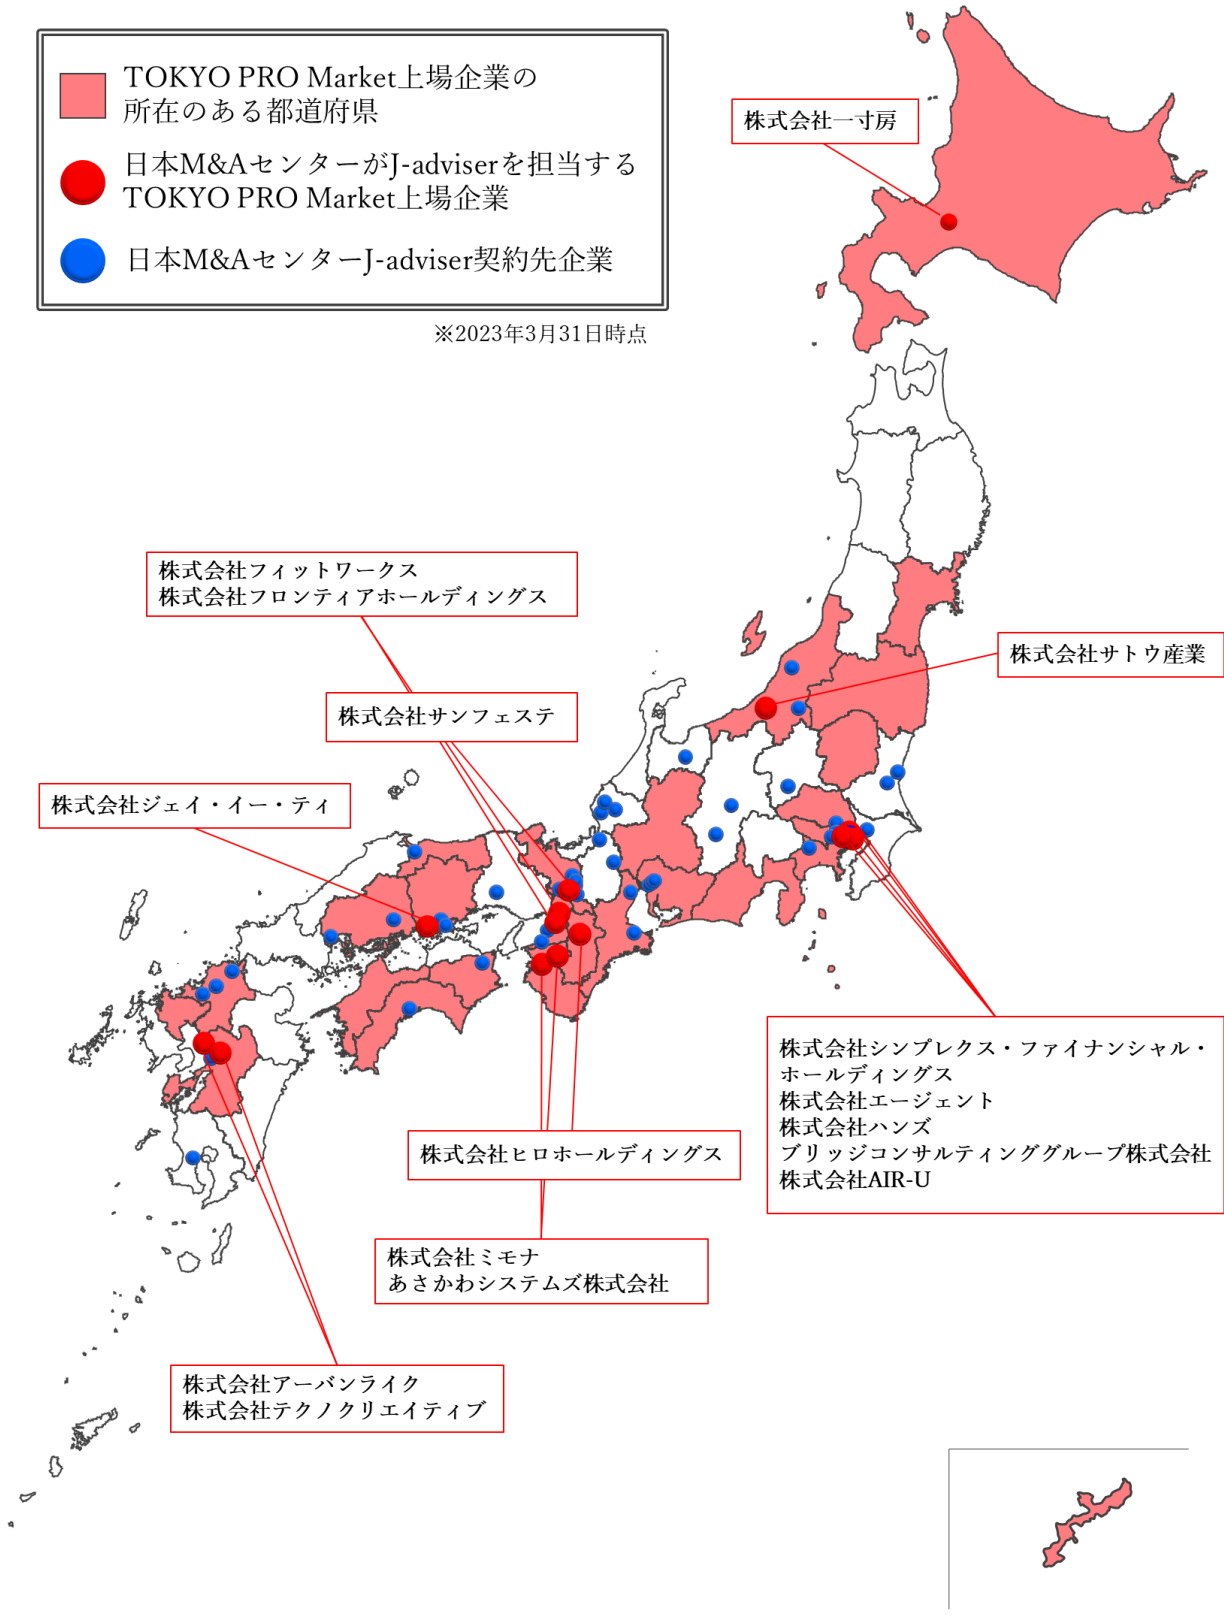 TOKYO PRO Market上場企業の
所在のある都道府県
日本M&AセンターがJ-adviserを担当する
TOKYO PRO Market上場企業
日本M&AセンターJ-adviser契約先企業
※2023年3月31日時点
株式会社一寸房
株式会社フィットワークス
株式会社フロンティアホールディングス
株式会社サトウ産業
株式会社サンフェステ
株式会社ジェイ・イー・ティ
株式会社シンプレクス・ファイナンシャル・
ホールディングス
株式会社エージェント
株式会社ハンズ
ブリッジコンサルティンググループ株式会社
株式会社AIR-U
株式会社ヒロホールディングス
株式会社ミモナ
あさかわシステムズ株式会社
株式会社アーバンライク
株式会社テクノクリエイティブ